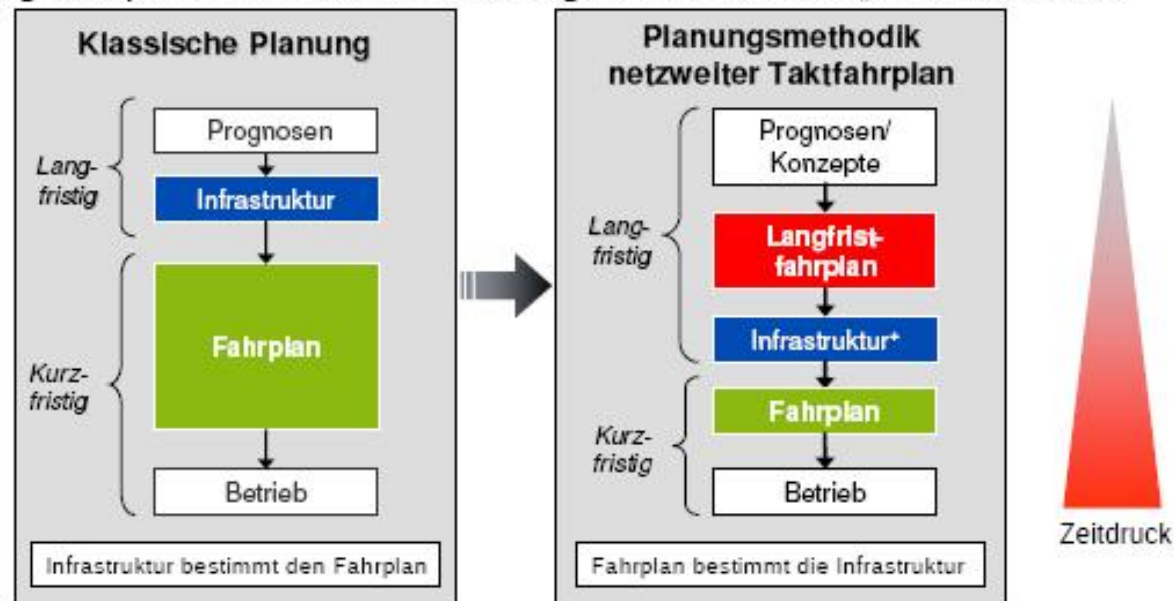 Klassische Planung
Prognosen
Lang-
fristig
Infrastruktur
Fahrplan
Kurz-
fristig
Betrieb
Infrastruktur bestimmt den Fahrplan
Planungsmethodik
netzweiter Taktfahrplan
Prognosen/
Konzepte
Lang-
fristig
Langfrist-
fahrplan
Infrastruktur⁺
Fahrplan
Kurz-
fristig
Betrieb
Fahrplan bestimmt die Infrastruktur
Zeitdruck